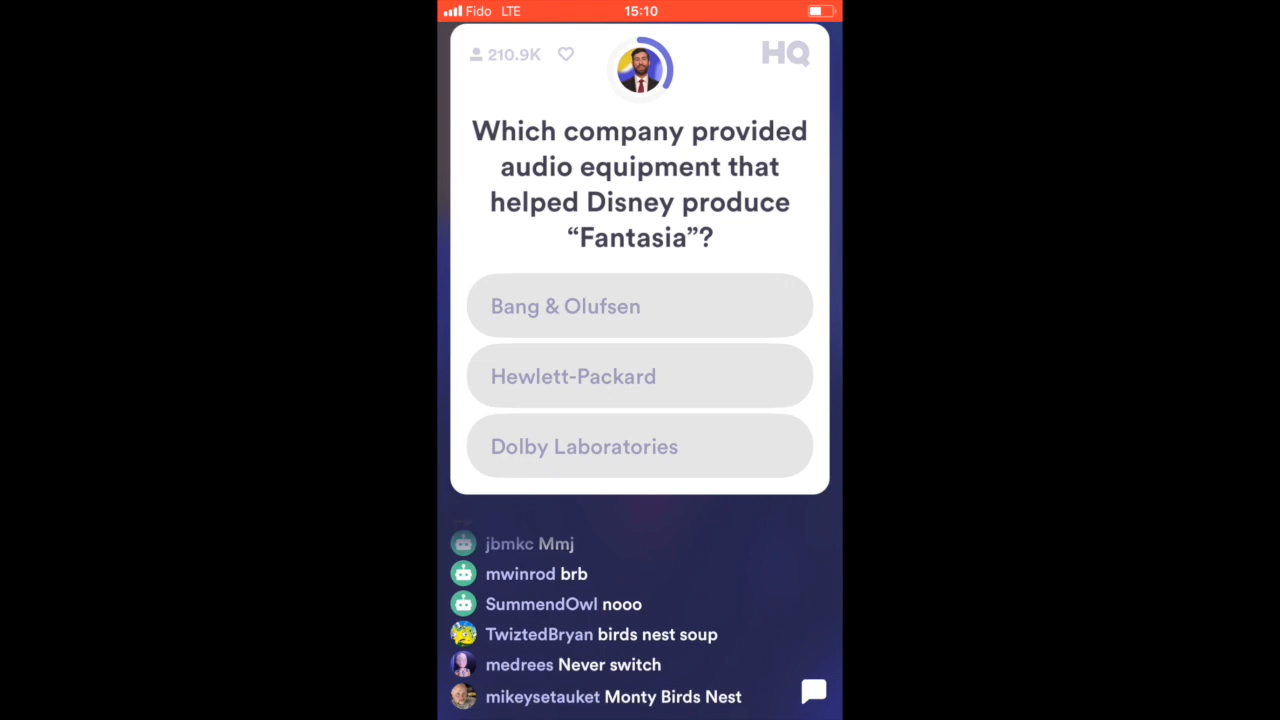 Fido LTE 15:10
210.9K HQ
Which company provided
audio equipment that
helped Disney produce
“Fantasia”?
Bang & Olufsen
Hewlett-Packard
Dolby Laboratories
jbmkc Mmj
mwinrod brb
SummendOwl nooo
TwiztedBryan birds nest soup
medrees Never switch
mikeysetauket Monty Birds Nest